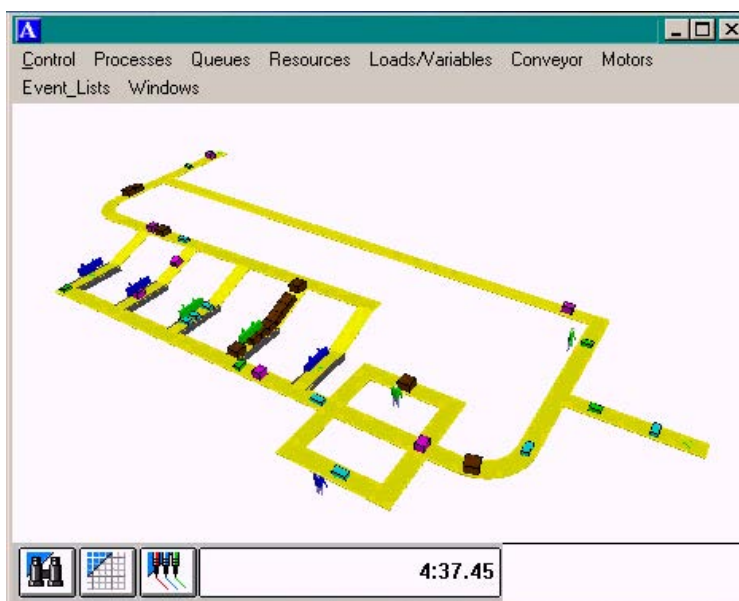 A
Control Processes Queues Resources Loads/Variables Conveyor Motors
Event_Lists Windows
4:37.45